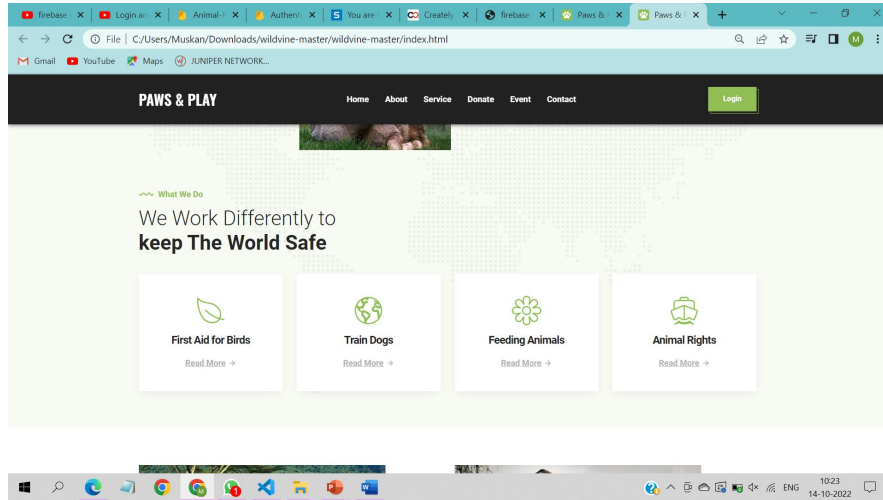 firebase
Login an
Animal-
Authenti
You are
Creately
firebase
Paws &
Paws &
File | C:/Users/Muskan/Downloads/wildvine-master/wildvine-master/index.html
M
Gmail YouTube Maps JUNIPER NETWORK...
PAWS & PLAY Home About Service Donate Event Contact Login
What We Do
We Work Differently to
keep The World Safe
First Aid for Birds Train Dogs Feeding Animals Animal Rights
Read More → Read More → Read More → Read More →
ENG 10:23
14-10-2022